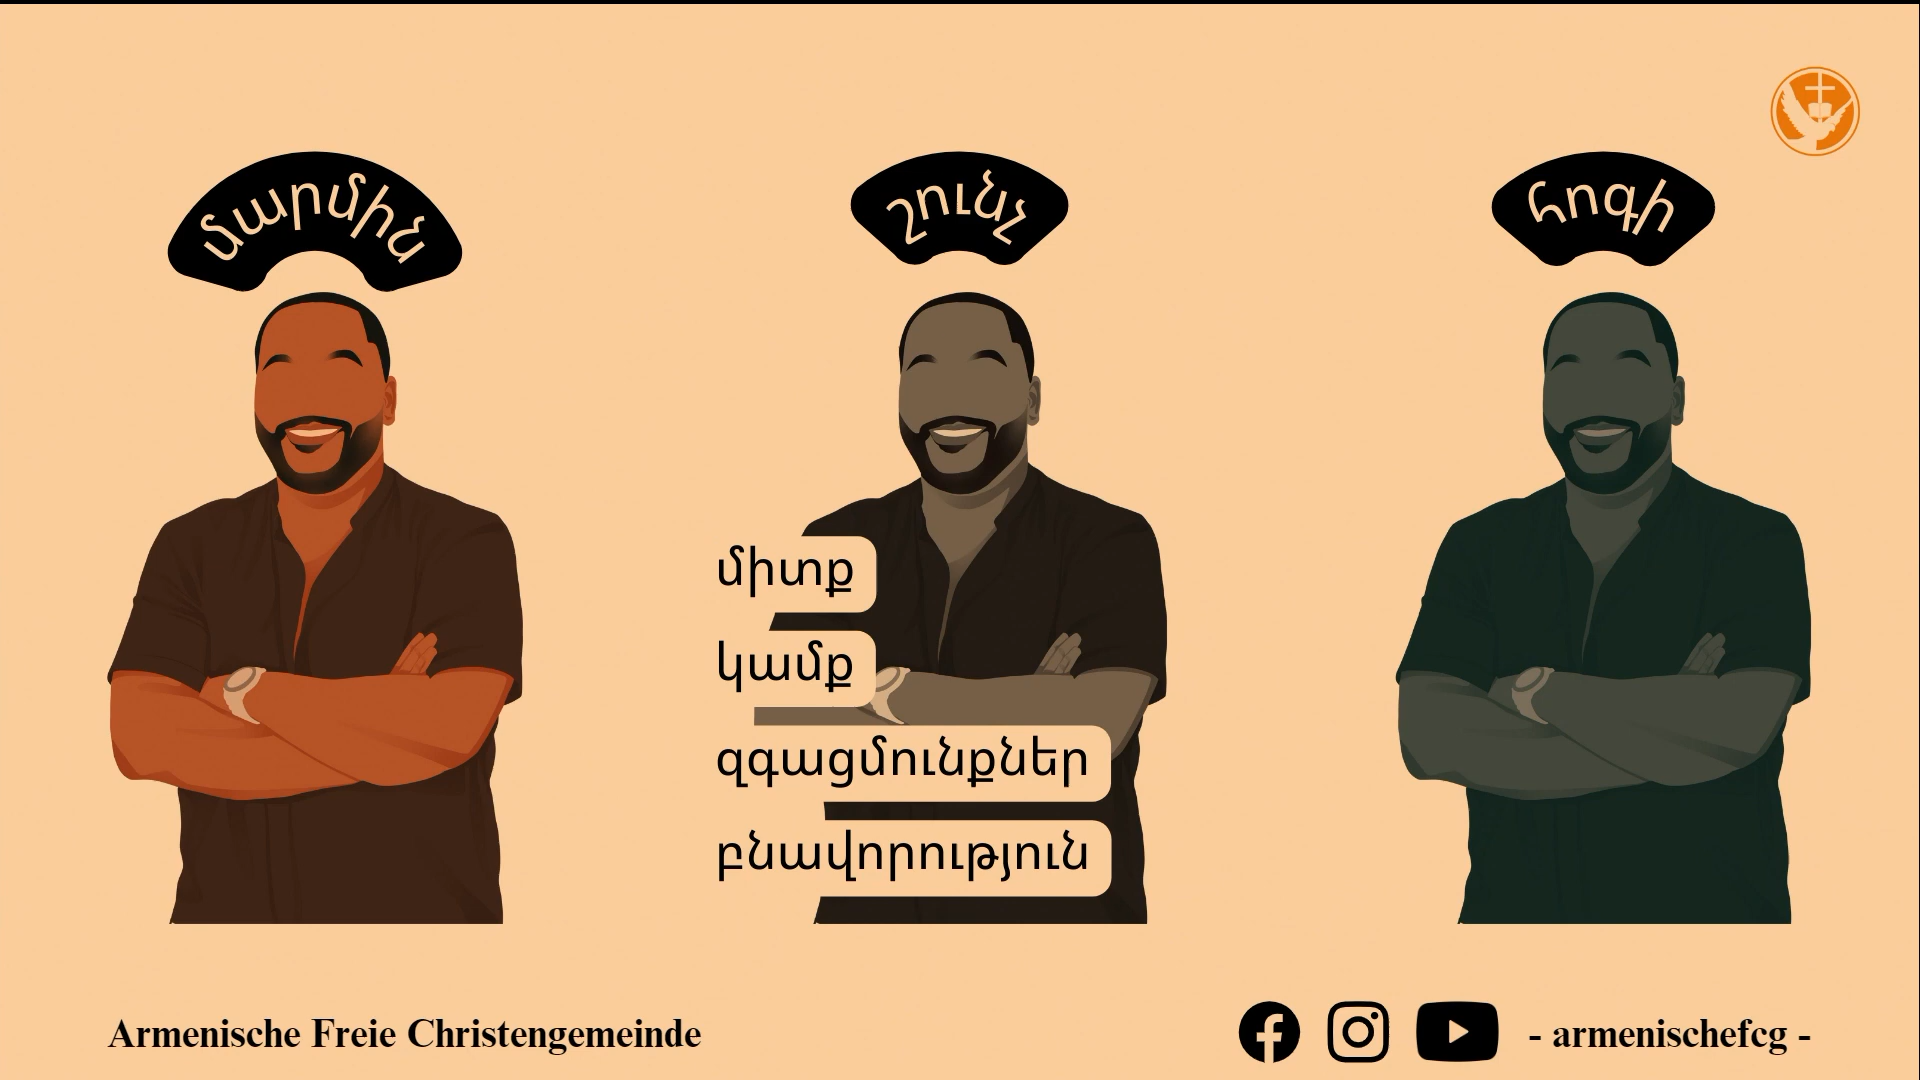 մարմին
շունչ
հոգի
միտք
կամք
զգացմունքներ
բնավորություն
Armenische Freie Christengemeinde
- armenischefcg -